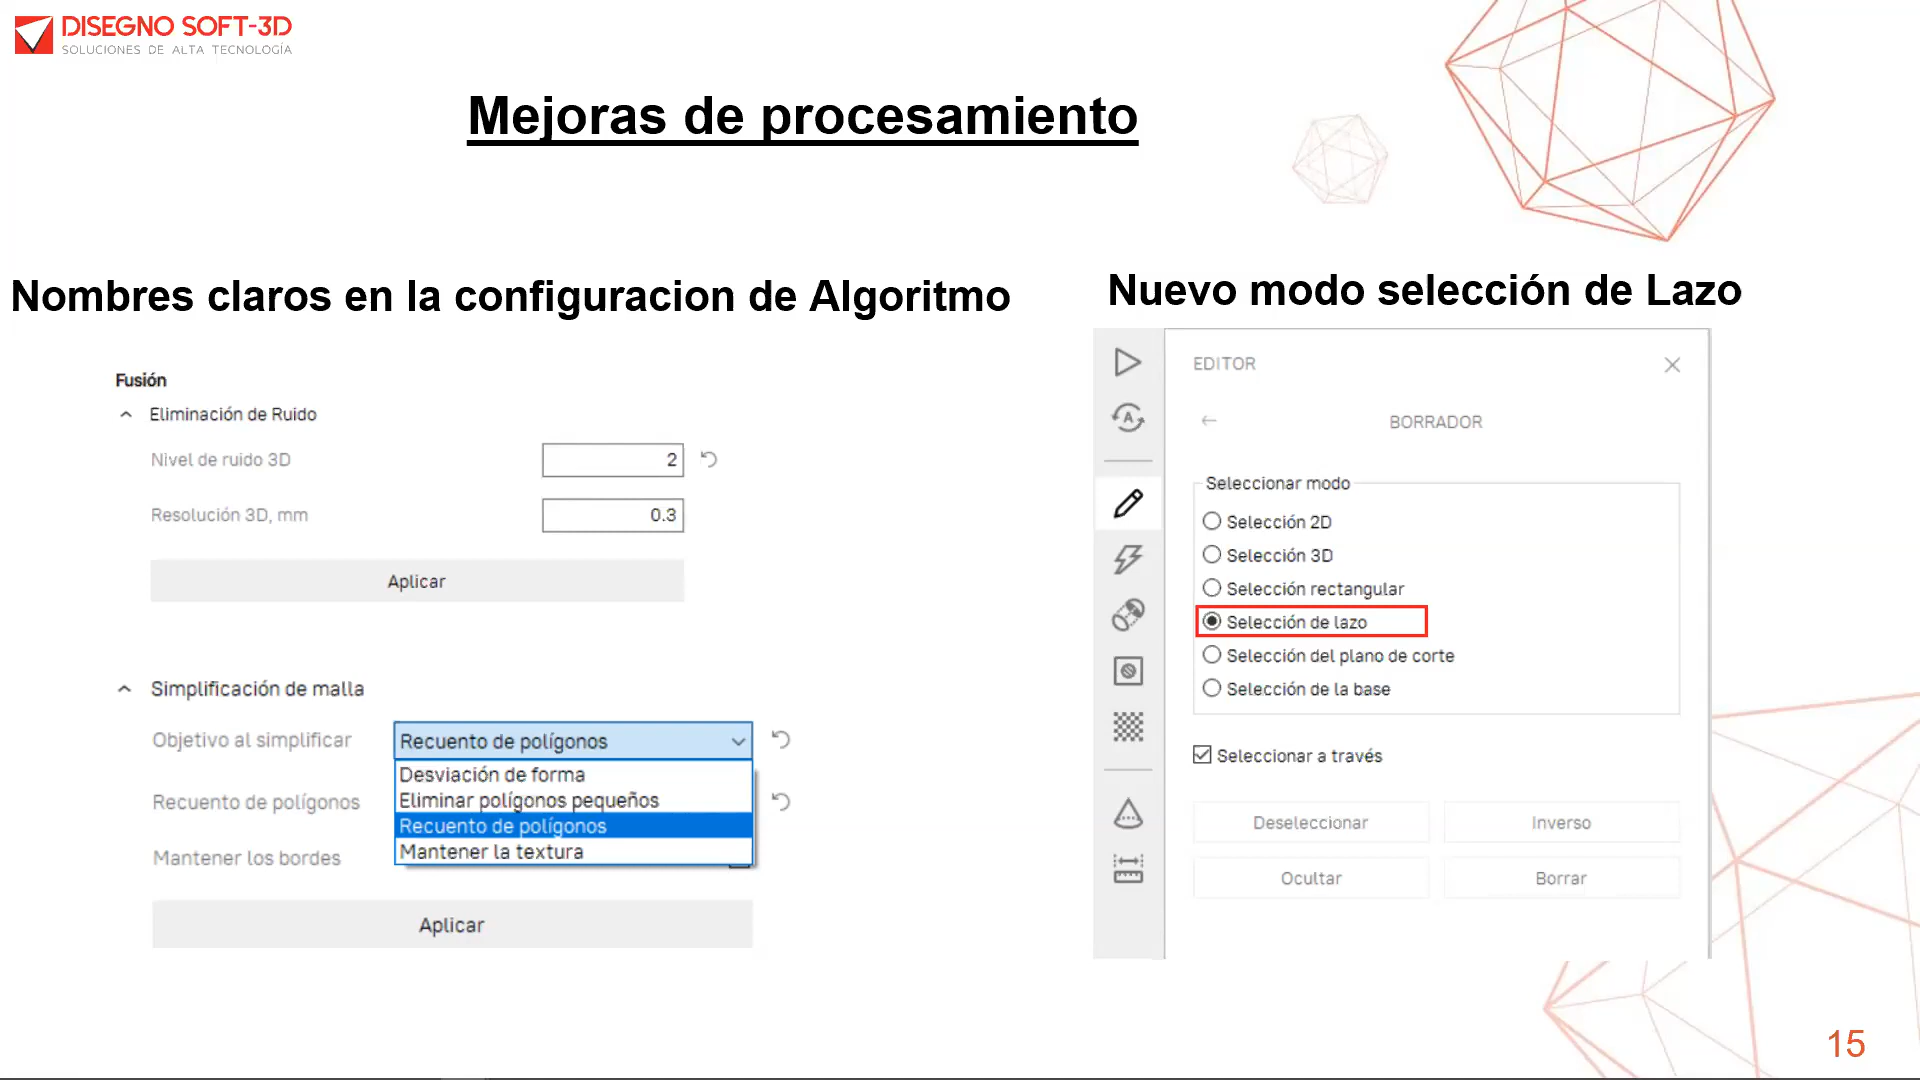 DISEGNO SOFT-3D
SOLUCIONES DE ALTA TECNOLOGÍA
Mejoras de procesamiento
Nombres claros en la configuracion de Algoritmo
Fusión
Eliminación de Ruido
Nivel de ruido 3D 2
Resolución 3D, mm 0.3
Aplicar
Simplificación de malla
Objetivo al simplificar Recuento de polígonos
Desviación de forma
Eliminar polígonos pequeños
Recuento de polígonos Recuento de polígonos
Mantener la textura
Mantener los bordes
Aplicar
Nuevo modo selección de Lazo
EDITOR
BORRADOR
A
Seleccionar modo
Selección 2D
Selección 3D
Selección rectangular
Selección de lazo
Selección del plano de corte
Selección de la base
Seleccionar a través
Deseleccionar Inverso
Ocultar Borrar
15